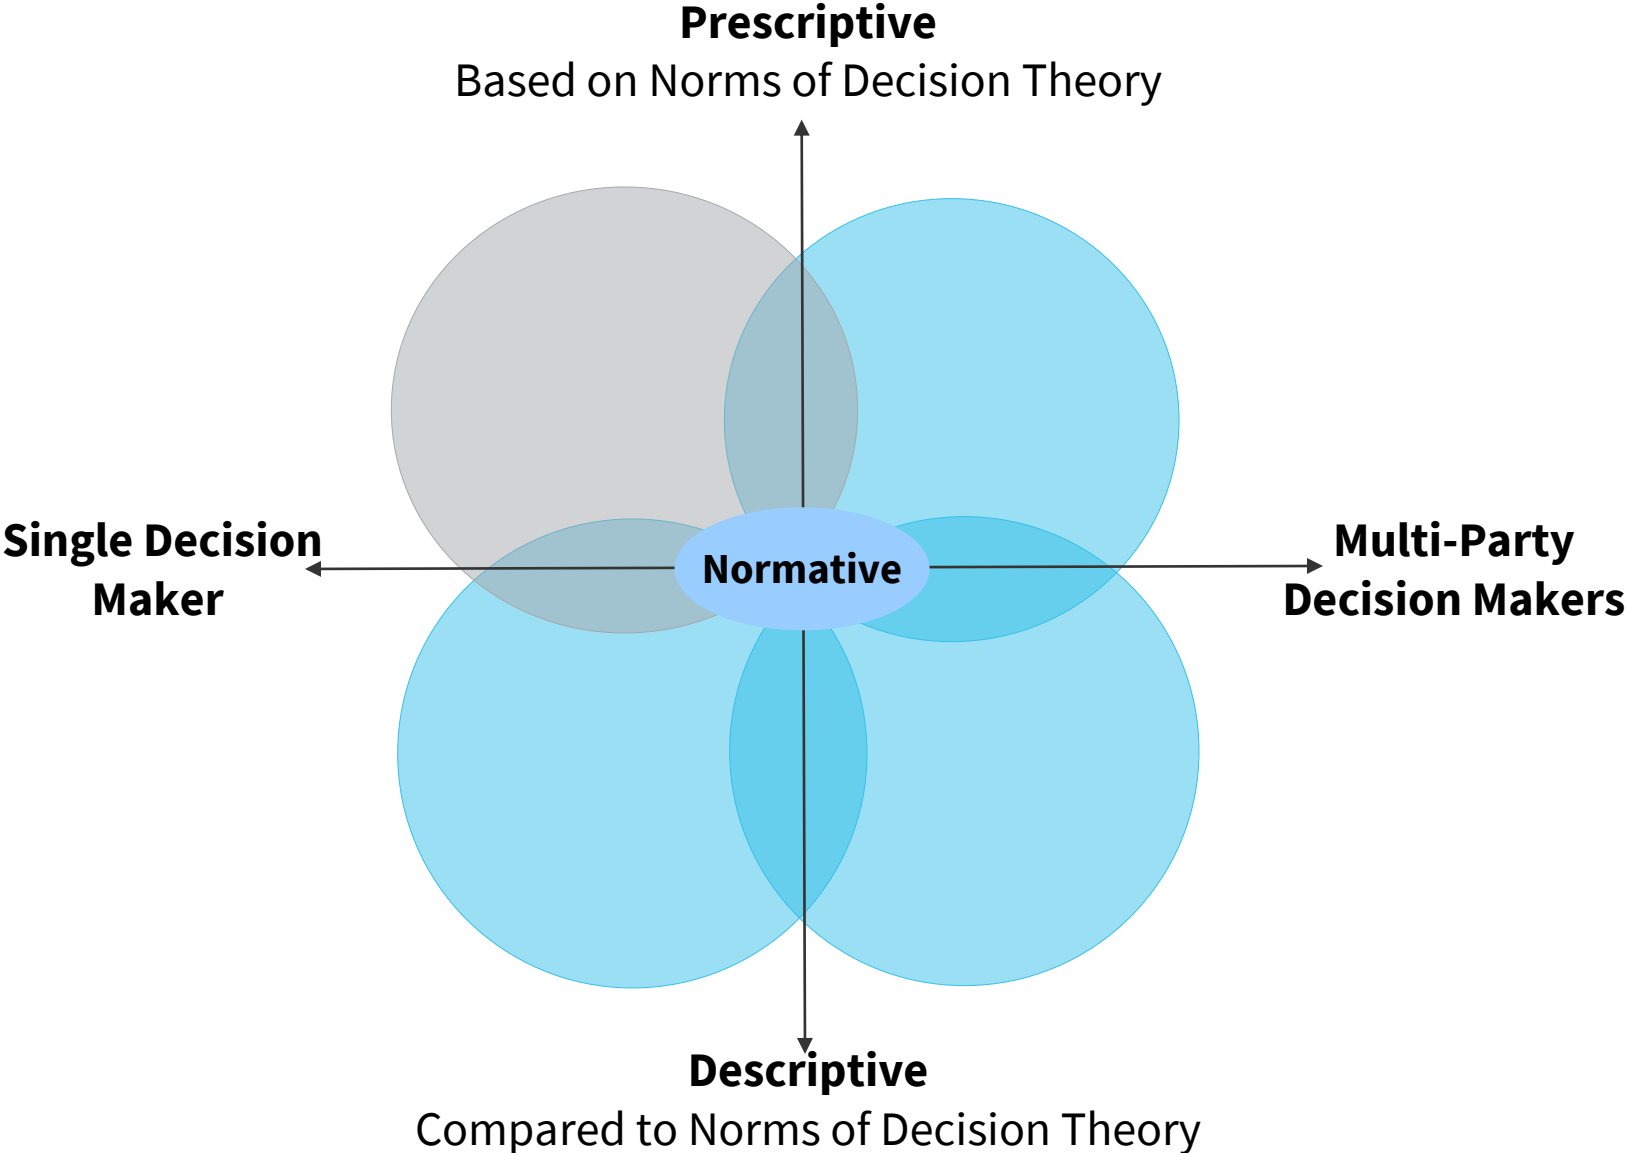 Prescriptive
Based on Norms of Decision Theory
Single Decision
Maker
Normative
Multi-Party
Decision Makers
Descriptive
Compared to Norms of Decision Theory